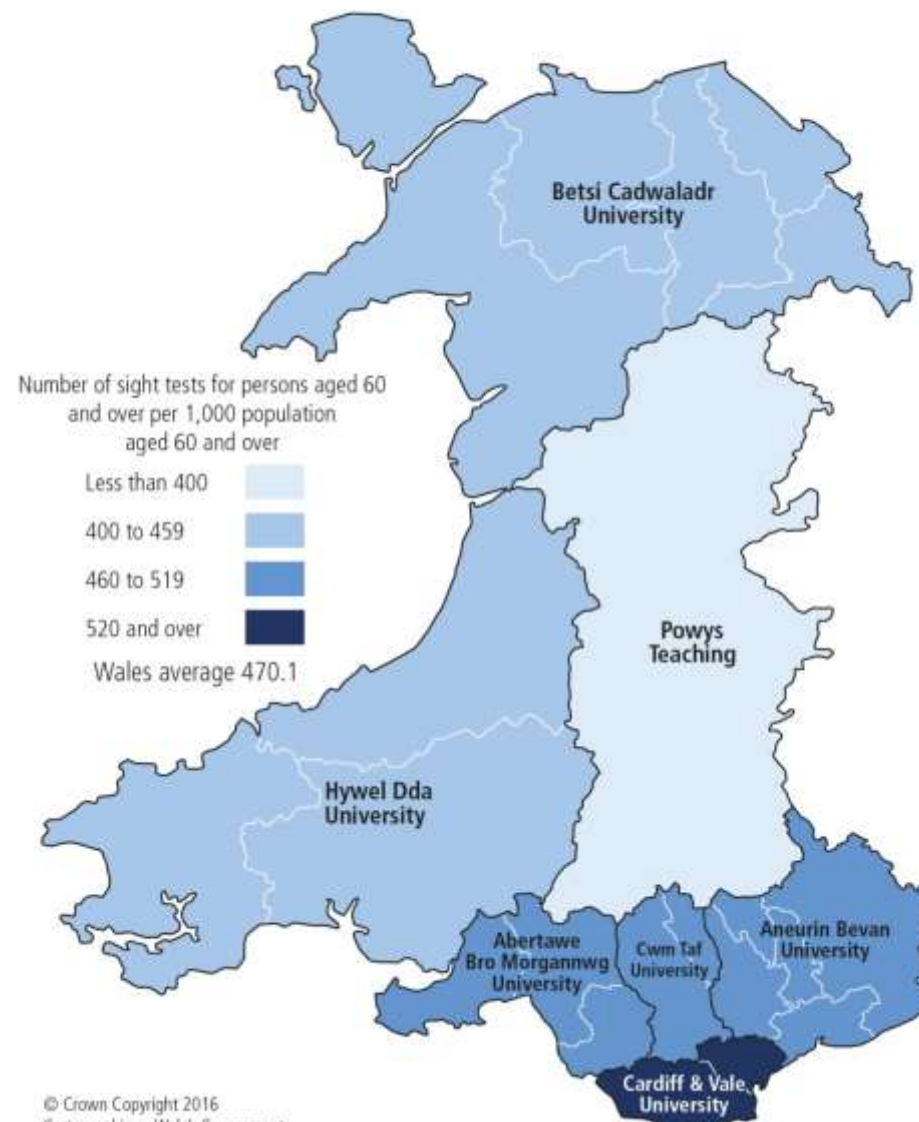 Betsi Cadwaladr
University
Number of sight tests for persons aged 60
and over per 1,000 population
aged 60 and over
Less than 400
400 to 459
460 to 519
520 and over
Wales average 470.1
Powys
Teaching
Hywel Dda
University
Abertawe
Bro Morgannwg
University
Cwm Taf
University
Aneurin Bevan
University
Cardiff & Vale
University
© Crown Copyright 2016